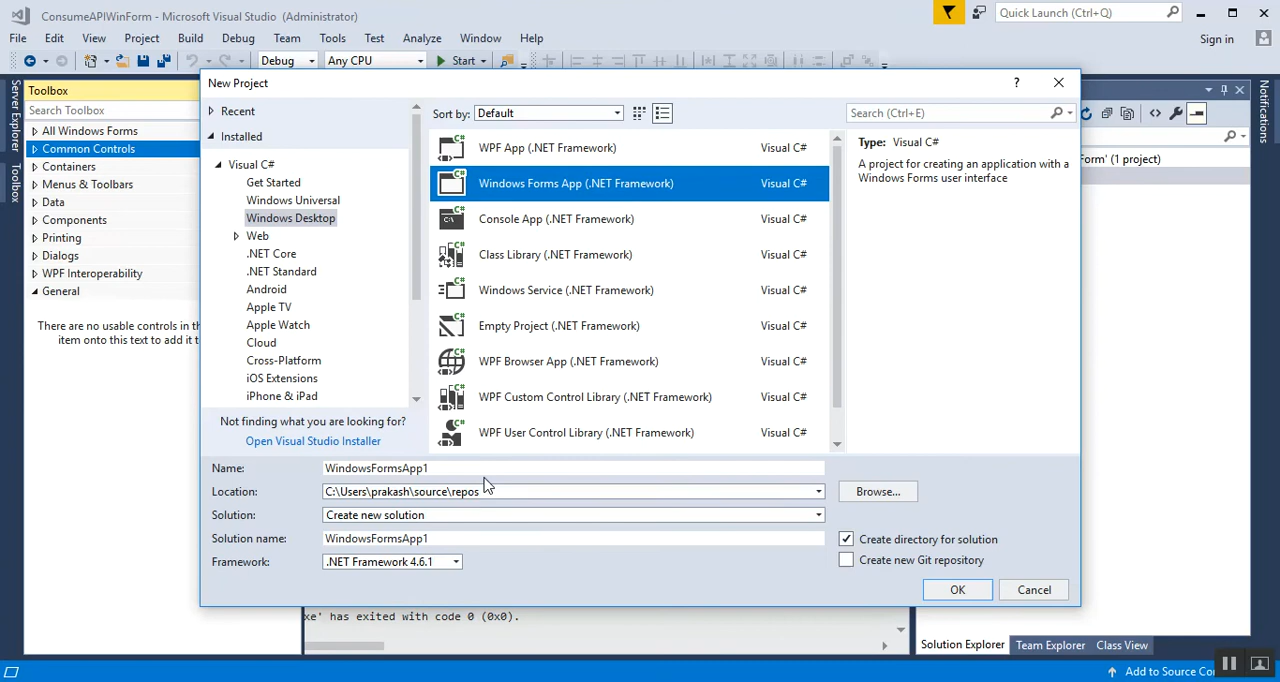 ConsumeAPIWinForm - Microsoft Visual Studio (Administrator)
Quick Launch (Ctrl+Q)
File Edit View Project Build Debug Team Tools Test Analyze Window Help
Sign in
Debug Any CPU Start
Server Explorer
Toolbox
Toolbox
Search Toolbox
All Windows Forms
Common Controls
Containers
Menus & Toolbars
Data
Components
Printing
Dialogs
WPF Interoperability
General
There are no usable controls in th
item onto this text to add it t
New Project
?
Recent
Installed
Visual C#
Get Started
Windows Universal
Windows Desktop
Web
.NET Core
.NET Standard
Android
Apple TV
Apple Watch
Cloud
Cross-Platform
iOS Extensions
iPhone & iPad
Not finding what you are looking for?
Open Visual Studio Installer
Sort by: Default
Search (Ctrl+E)
WPF App (.NET Framework) Visual C#
Windows Forms App (.NET Framework) Visual C#
Console App (.NET Framework) Visual C#
Class Library (.NET Framework) Visual C#
Windows Service (.NET Framework) Visual C#
Empty Project (.NET Framework) Visual C#
WPF Browser App (.NET Framework) Visual C#
WPF Custom Control Library (.NET Framework) Visual C#
WPF User Control Library (.NET Framework) Visual C#
Type: Visual C#
A project for creating an application with a
Windows Forms user interface
Name: WindowsFormsApp1
Location: C:\Users\prakash\source\repos
Browse...
Solution: Create new solution
Solution name: WindowsFormsApp1
Create directory for solution
Framework: .NET Framework 4.6.1
Create new Git repository
OK Cancel
orm' (1 project)
Notifications
xe' has exited with code 0 (0x0).
Solution Explorer Team Explorer Class View
Add to Source Co